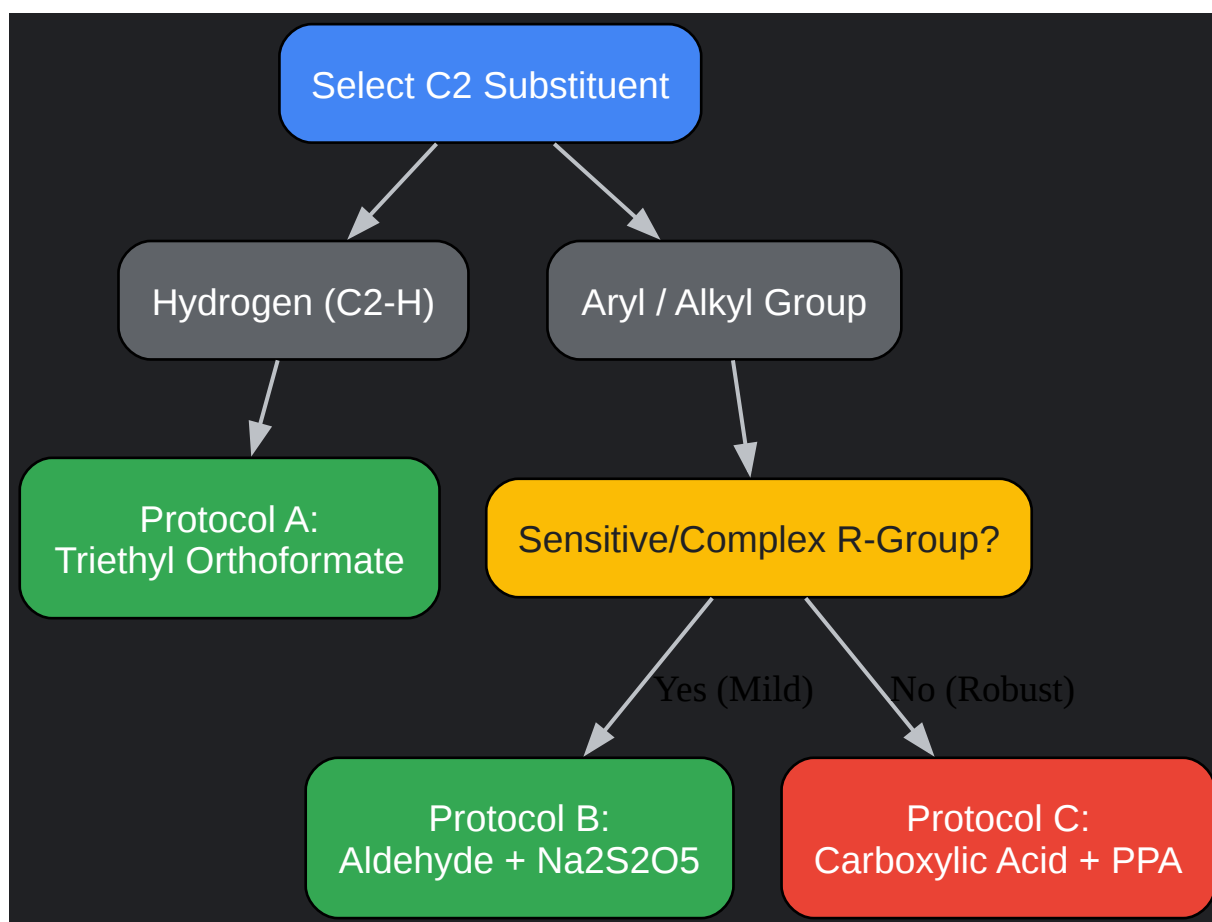 Select C2 Substituent
Hydrogen (C2-H)
Aryl / Alkyl Group
Protocol A:
Triethyl Orthoformate
Sensitive/Complex R-Group?
Yes (Mild)
No (Robust)
Protocol B:
Aldehyde + Na2S2O5
Protocol C:
Carboxylic Acid + PPA